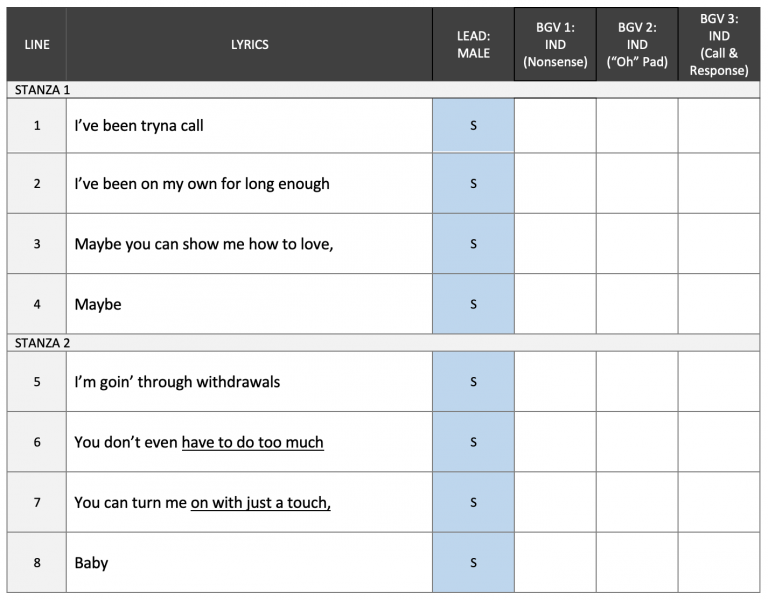 LINE LYRICS LEAD: MALE BGV 1: IND (Nonsense) BGV 2: IND (“Oh” Pad) BGV 3: IND (Call & Response)
STANZA 1
1 I’ve been tryna call S
2 I’ve been on my own for long enough S
3 Maybe you can show me how to love, S
4 Maybe S
STANZA 2
5 I’m goin’ through withdrawals S
6 You don’t even have to do too much S
7 You can turn me on with just a touch, S
8 Baby S